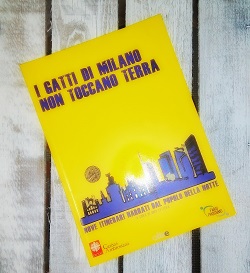 I GATTI DI MILANO
NON TOCCANO TERRA
NOVE ITINERARI NARRATI DAL POPOLO DELLA NOTTE